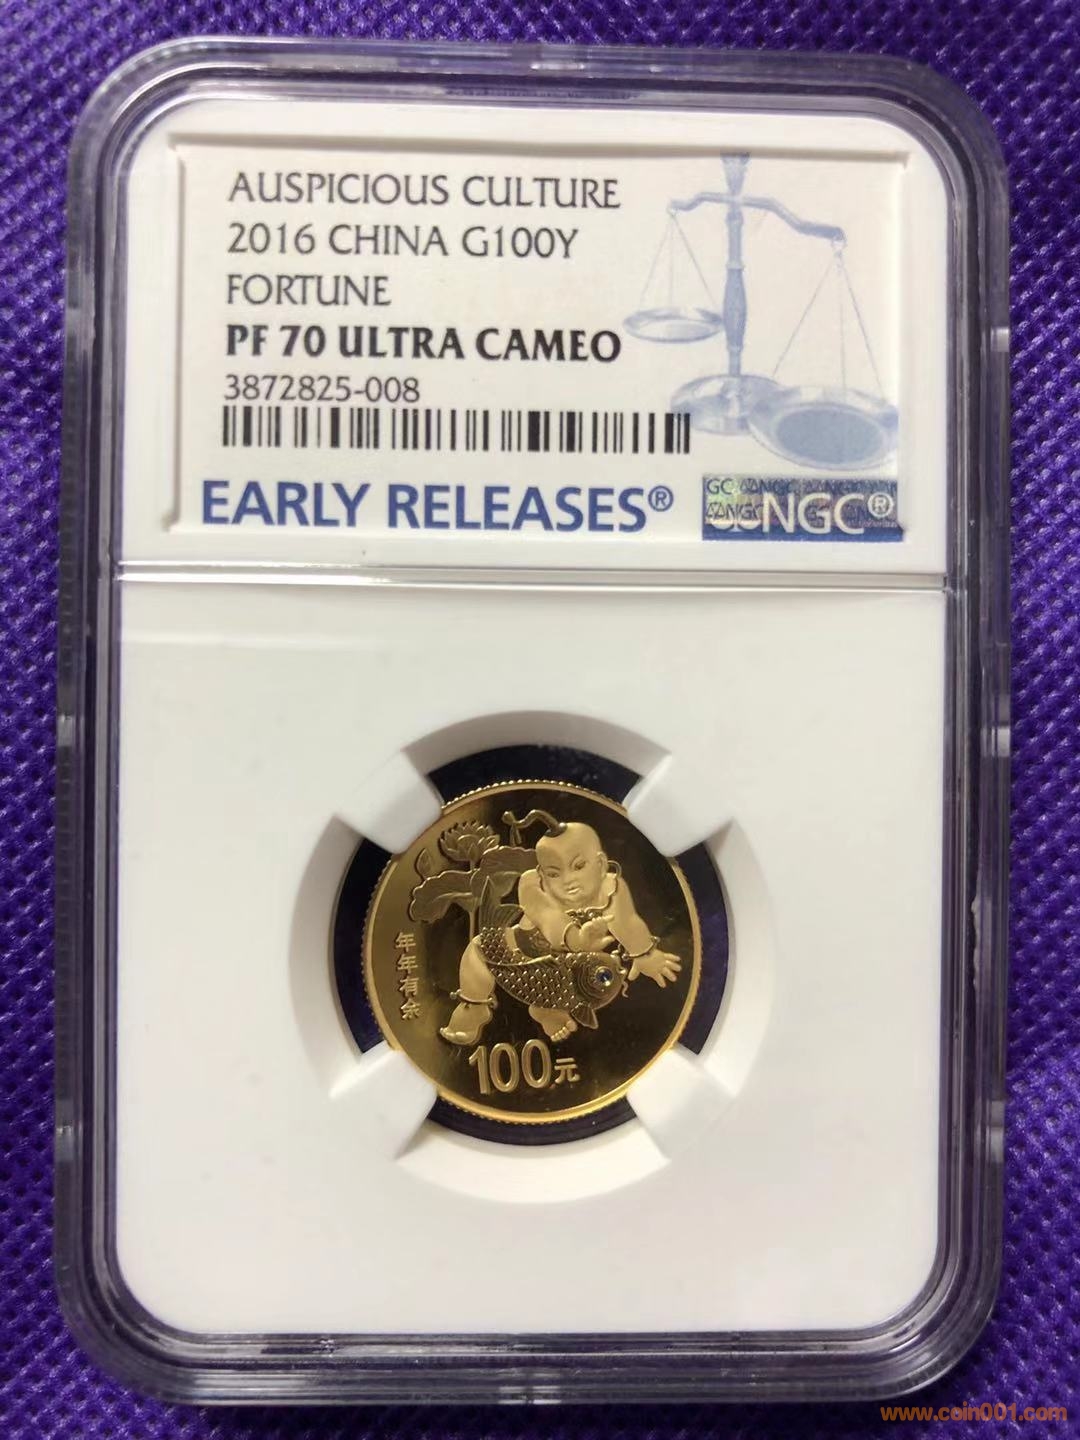 AUSPICIOUS CULTURE
2016 CHINA G100Y
FORTUNE
PF 70 ULTRA CAMEO
3872825-008
EARLY RELEASES®
NGC®
年年有余
100元
www.coin001.com